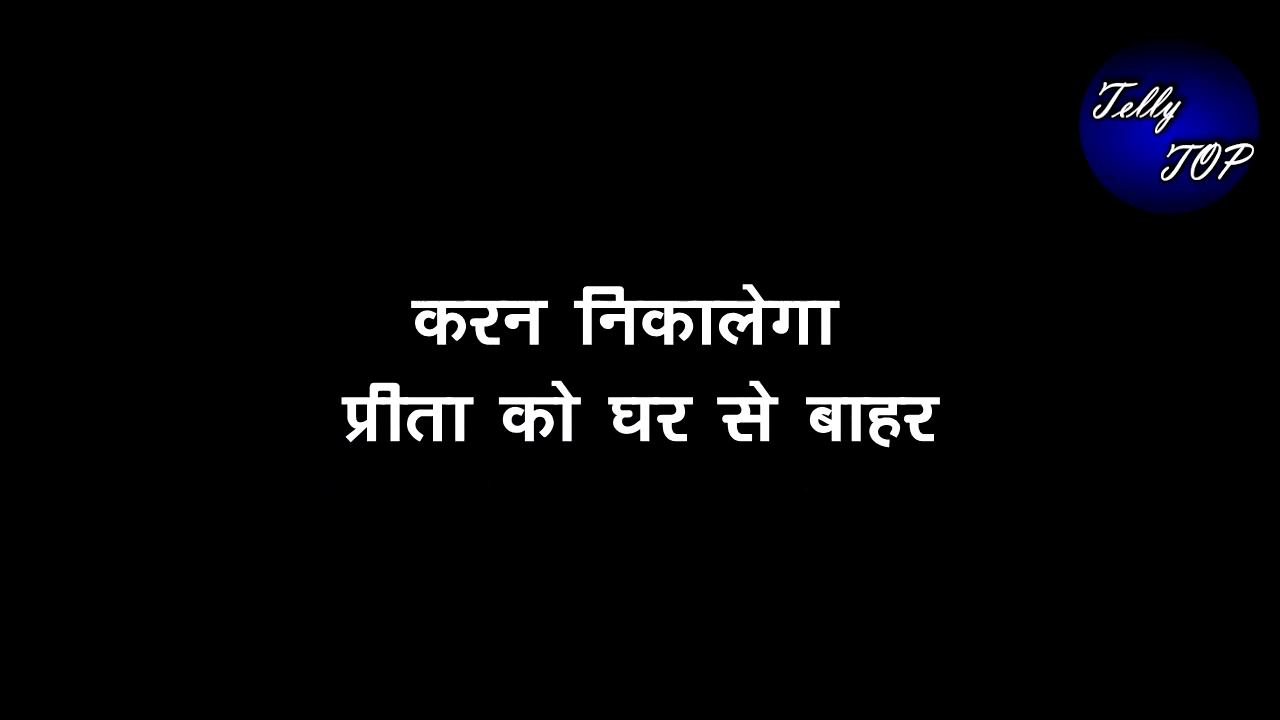 Telly
TOP
करन निकालेगा
प्रीता को घर से बाहर